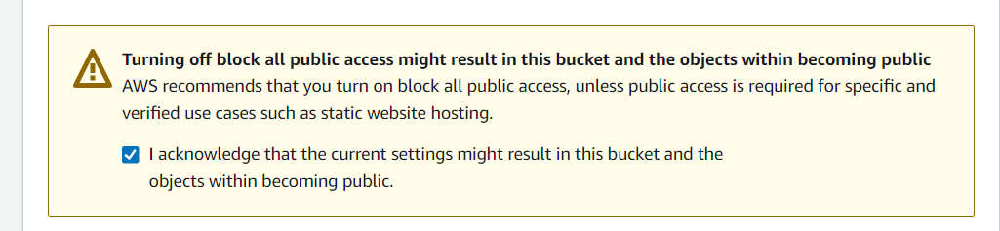 Turning off block all public access might result in this bucket and the objects within becoming public
AWS recommends that you turn on block all public access, unless public access is required for specific and
verified use cases such as static website hosting.
I acknowledge that the current settings might result in this bucket and the
objects within becoming public.